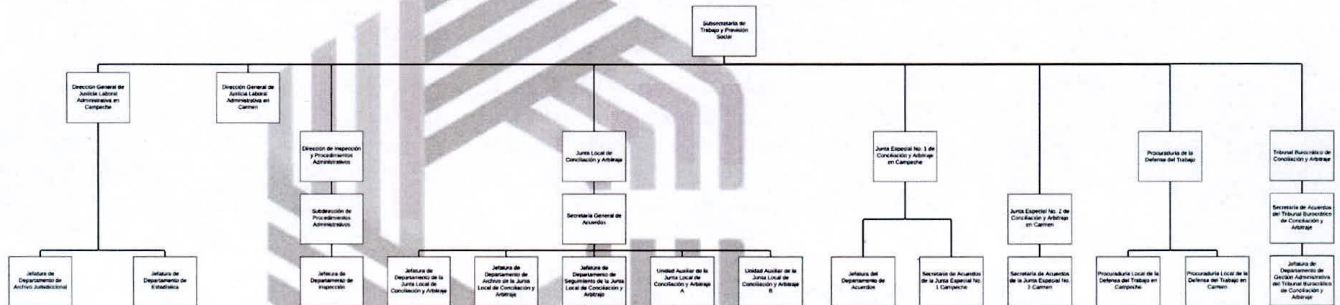 Subsecretaría de
Trabajo y Previsión
Social
Dirección General de
Justicia Laboral
Administrativa en
Campeche
Dirección General de
Justicia Laboral
Administrativa en
Carmen
Dirección de Inspección
y Procedimientos
Administrativos
Junta Local de
Conciliación y Arbitraje
Junta Especial No. 1 de
Conciliación y Arbitraje
en Campeche
Procuraduría de la
Defensa del Trabajo
Tribunal Burocrático de
Conciliación y Arbitraje
Subdirección de
Procedimientos
Administrativos
Secretaría General de
Acuerdos
Junta Especial No. 2 de
Conciliación y Arbitraje
en Carmen
Secretaría de Acuerdos
del Tribunal Burocrático
de Conciliación y
Arbitraje
Jefatura de
Departamento de
Archivo Jurisdiccional
Jefatura de
Departamento de
Estadística
Jefatura de
Departamento de
Inspección
Jefatura de
Departamento de la Junta
Local de
Conciliación y Arbitraje
Jefatura de
Departamento de
Archivo de la Junta
Local de Conciliación y
Arbitraje
Jefatura de
Departamento de
Seguimiento de la Junta
Local de Conciliación y
Arbitraje
Unidad Auxiliar de la
Junta Local de
Conciliación y Arbitraje
A
Unidad Auxiliar de la
Junta Local de
Conciliación y Arbitraje
B
Jefatura del
Departamento de
Acuerdos
Secretaría de Acuerdos
de la Junta Especial No.
1 Campeche
Secretaría de Acuerdos
de la Junta Especial No.
Carmen
Procuraduría Local de la
Defensa del Trabajo en
Campeche
Procuraduría Local de la
Defensa del Trabajo en
Carmen
Jefatura de
Departamento de
Gestión Administrativa
del Tribunal Burocrático
de Conciliación y
Arbitraje